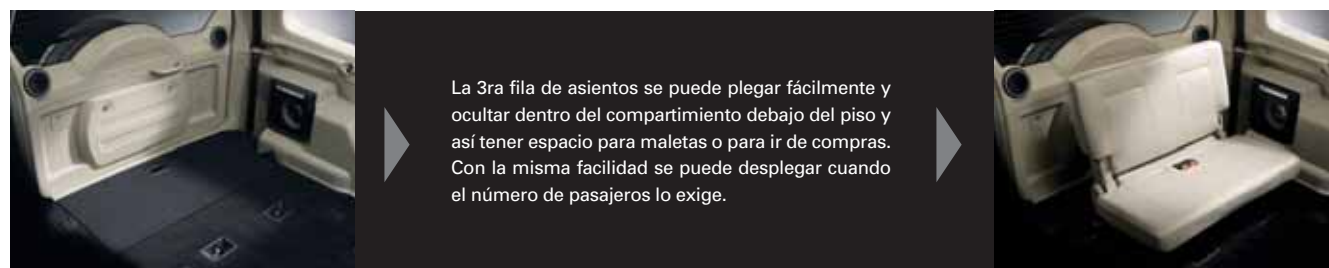 La 3ra fila de asientos se puede plegar fácilmente y
ocultar dentro del compartimiento debajo del piso y
así tener espacio para maletas o para ir de compras.
Con la misma facilidad se puede desplegar cuando
el número de pasajeros lo exige.